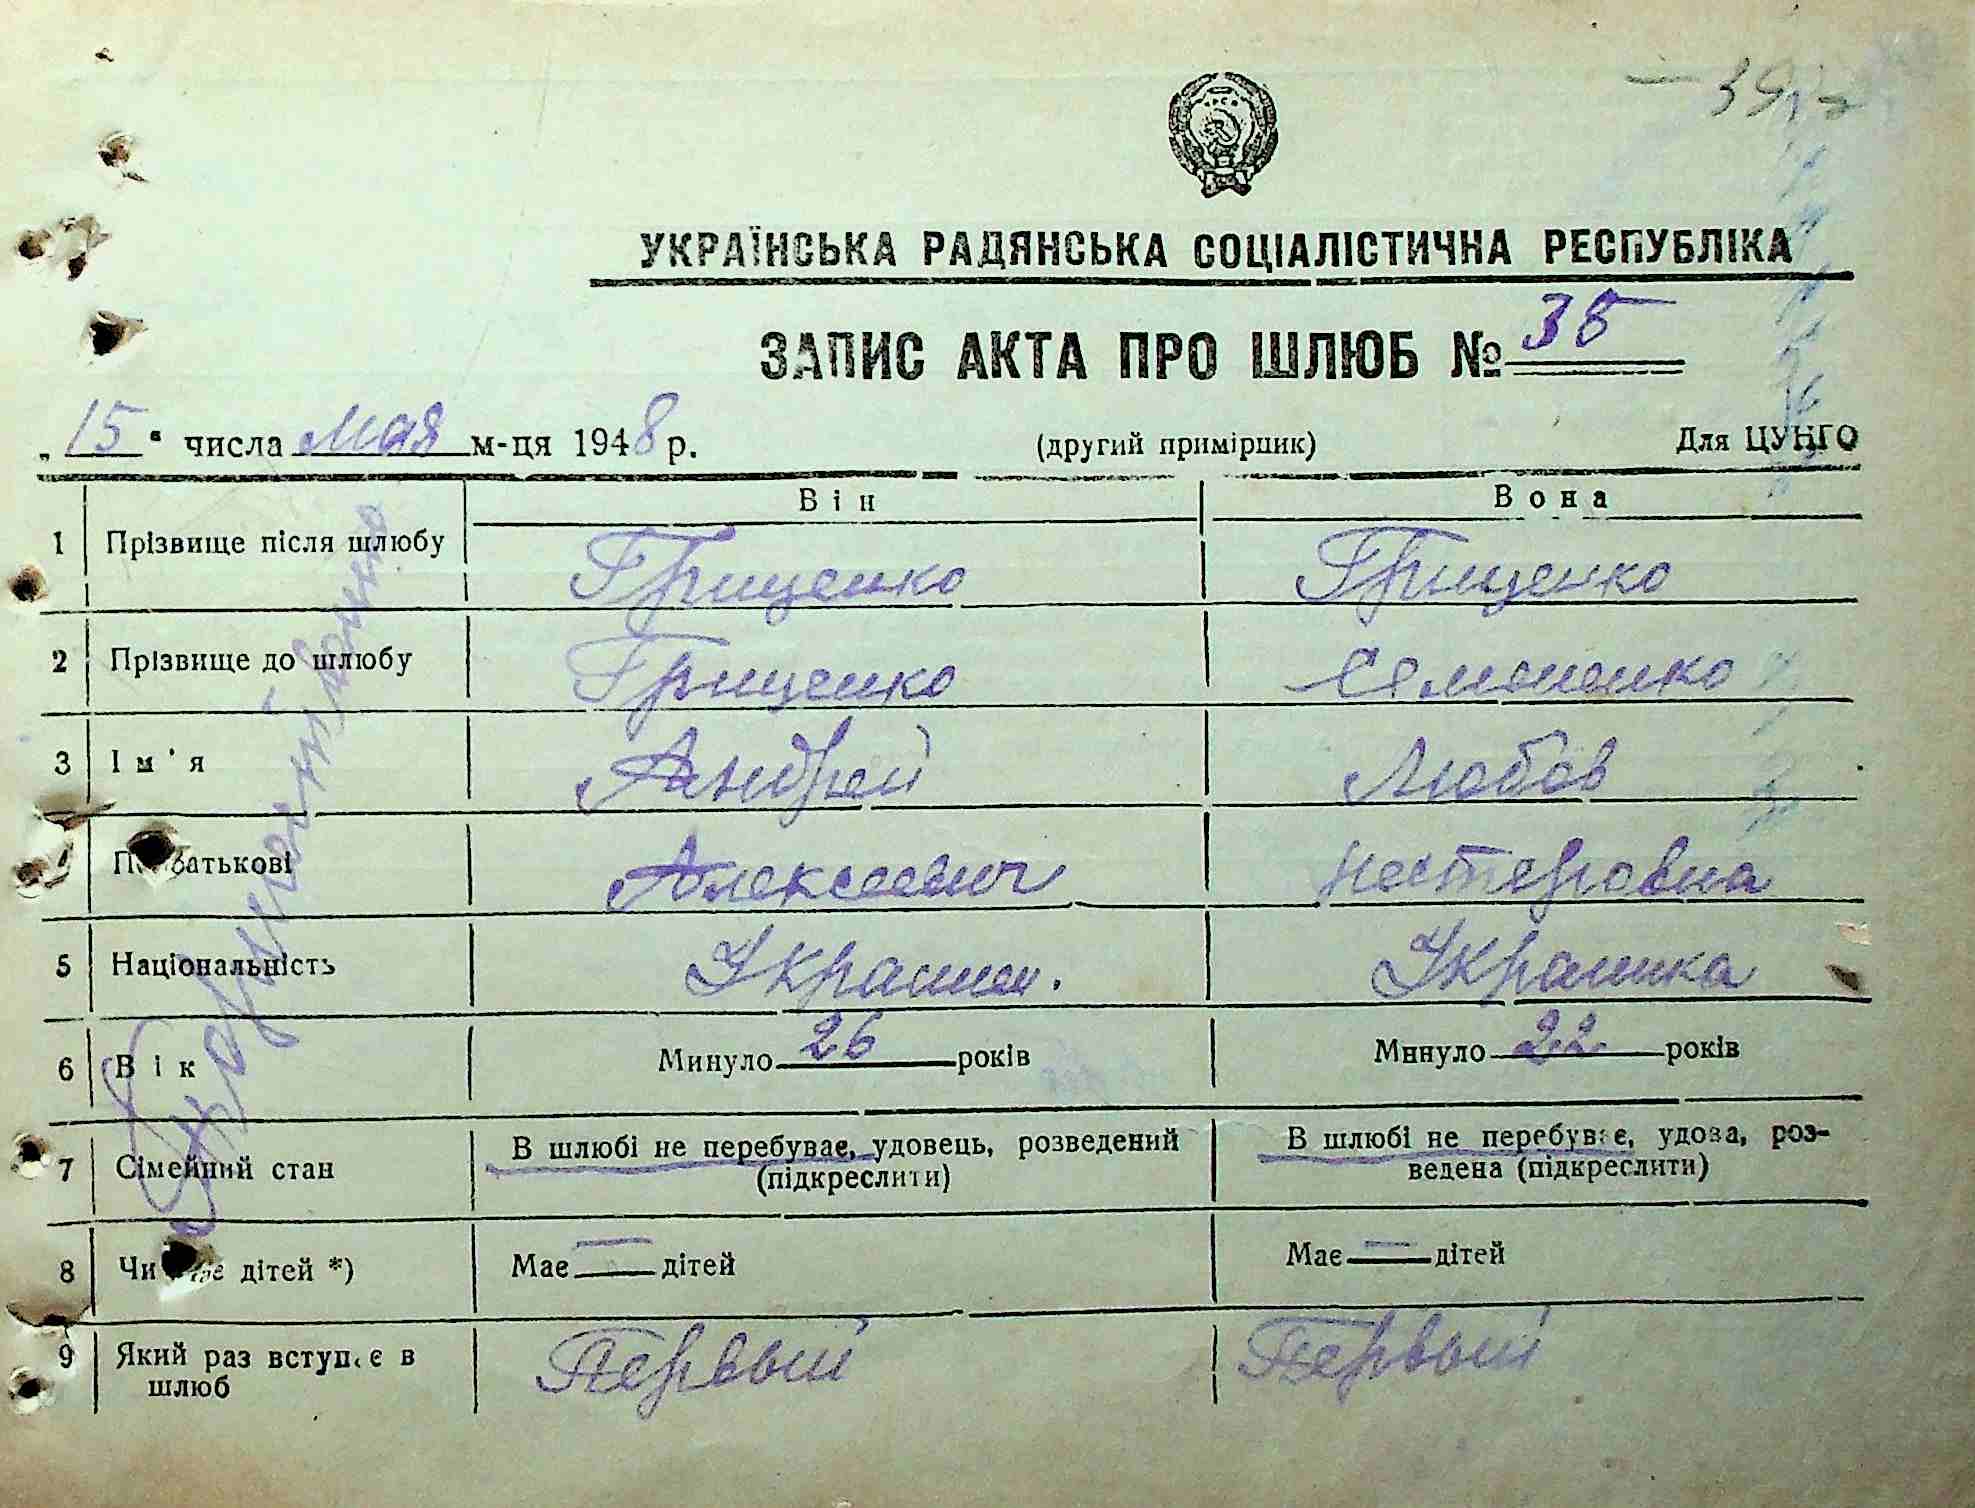 УКРАЇНСЬКА РАДЯНСЬКА СОЦІАЛІСТИЧНА РЕСПУБЛІКА
ЗАПИС АКТА ПРО ШЛЮБ № 35
„15“ числа мая м-ця 1948 р. (другий примірник) Для ЦУНГО
Він Вона
1 Прізвище після шлюбу Грищенко Грищенко
2 Прізвище до шлюбу Грищенко Семененко
3 Ім'я Андрей Любов
4 По батькові Алексеевич Нестеровна
5 Національність Украинец. Украинка
6 Вік Минуло 26 років Минуло 22 років
7 Сімейний стан В шлюбі не перебуває, удовець, розведений (підкреслити) В шлюбі не перебуває, удова, роз-
ведена (підкреслити)
8 Чи має дітей *) Має — дітей Має — дітей
9 Який раз вступає в шлюб Первый Первый